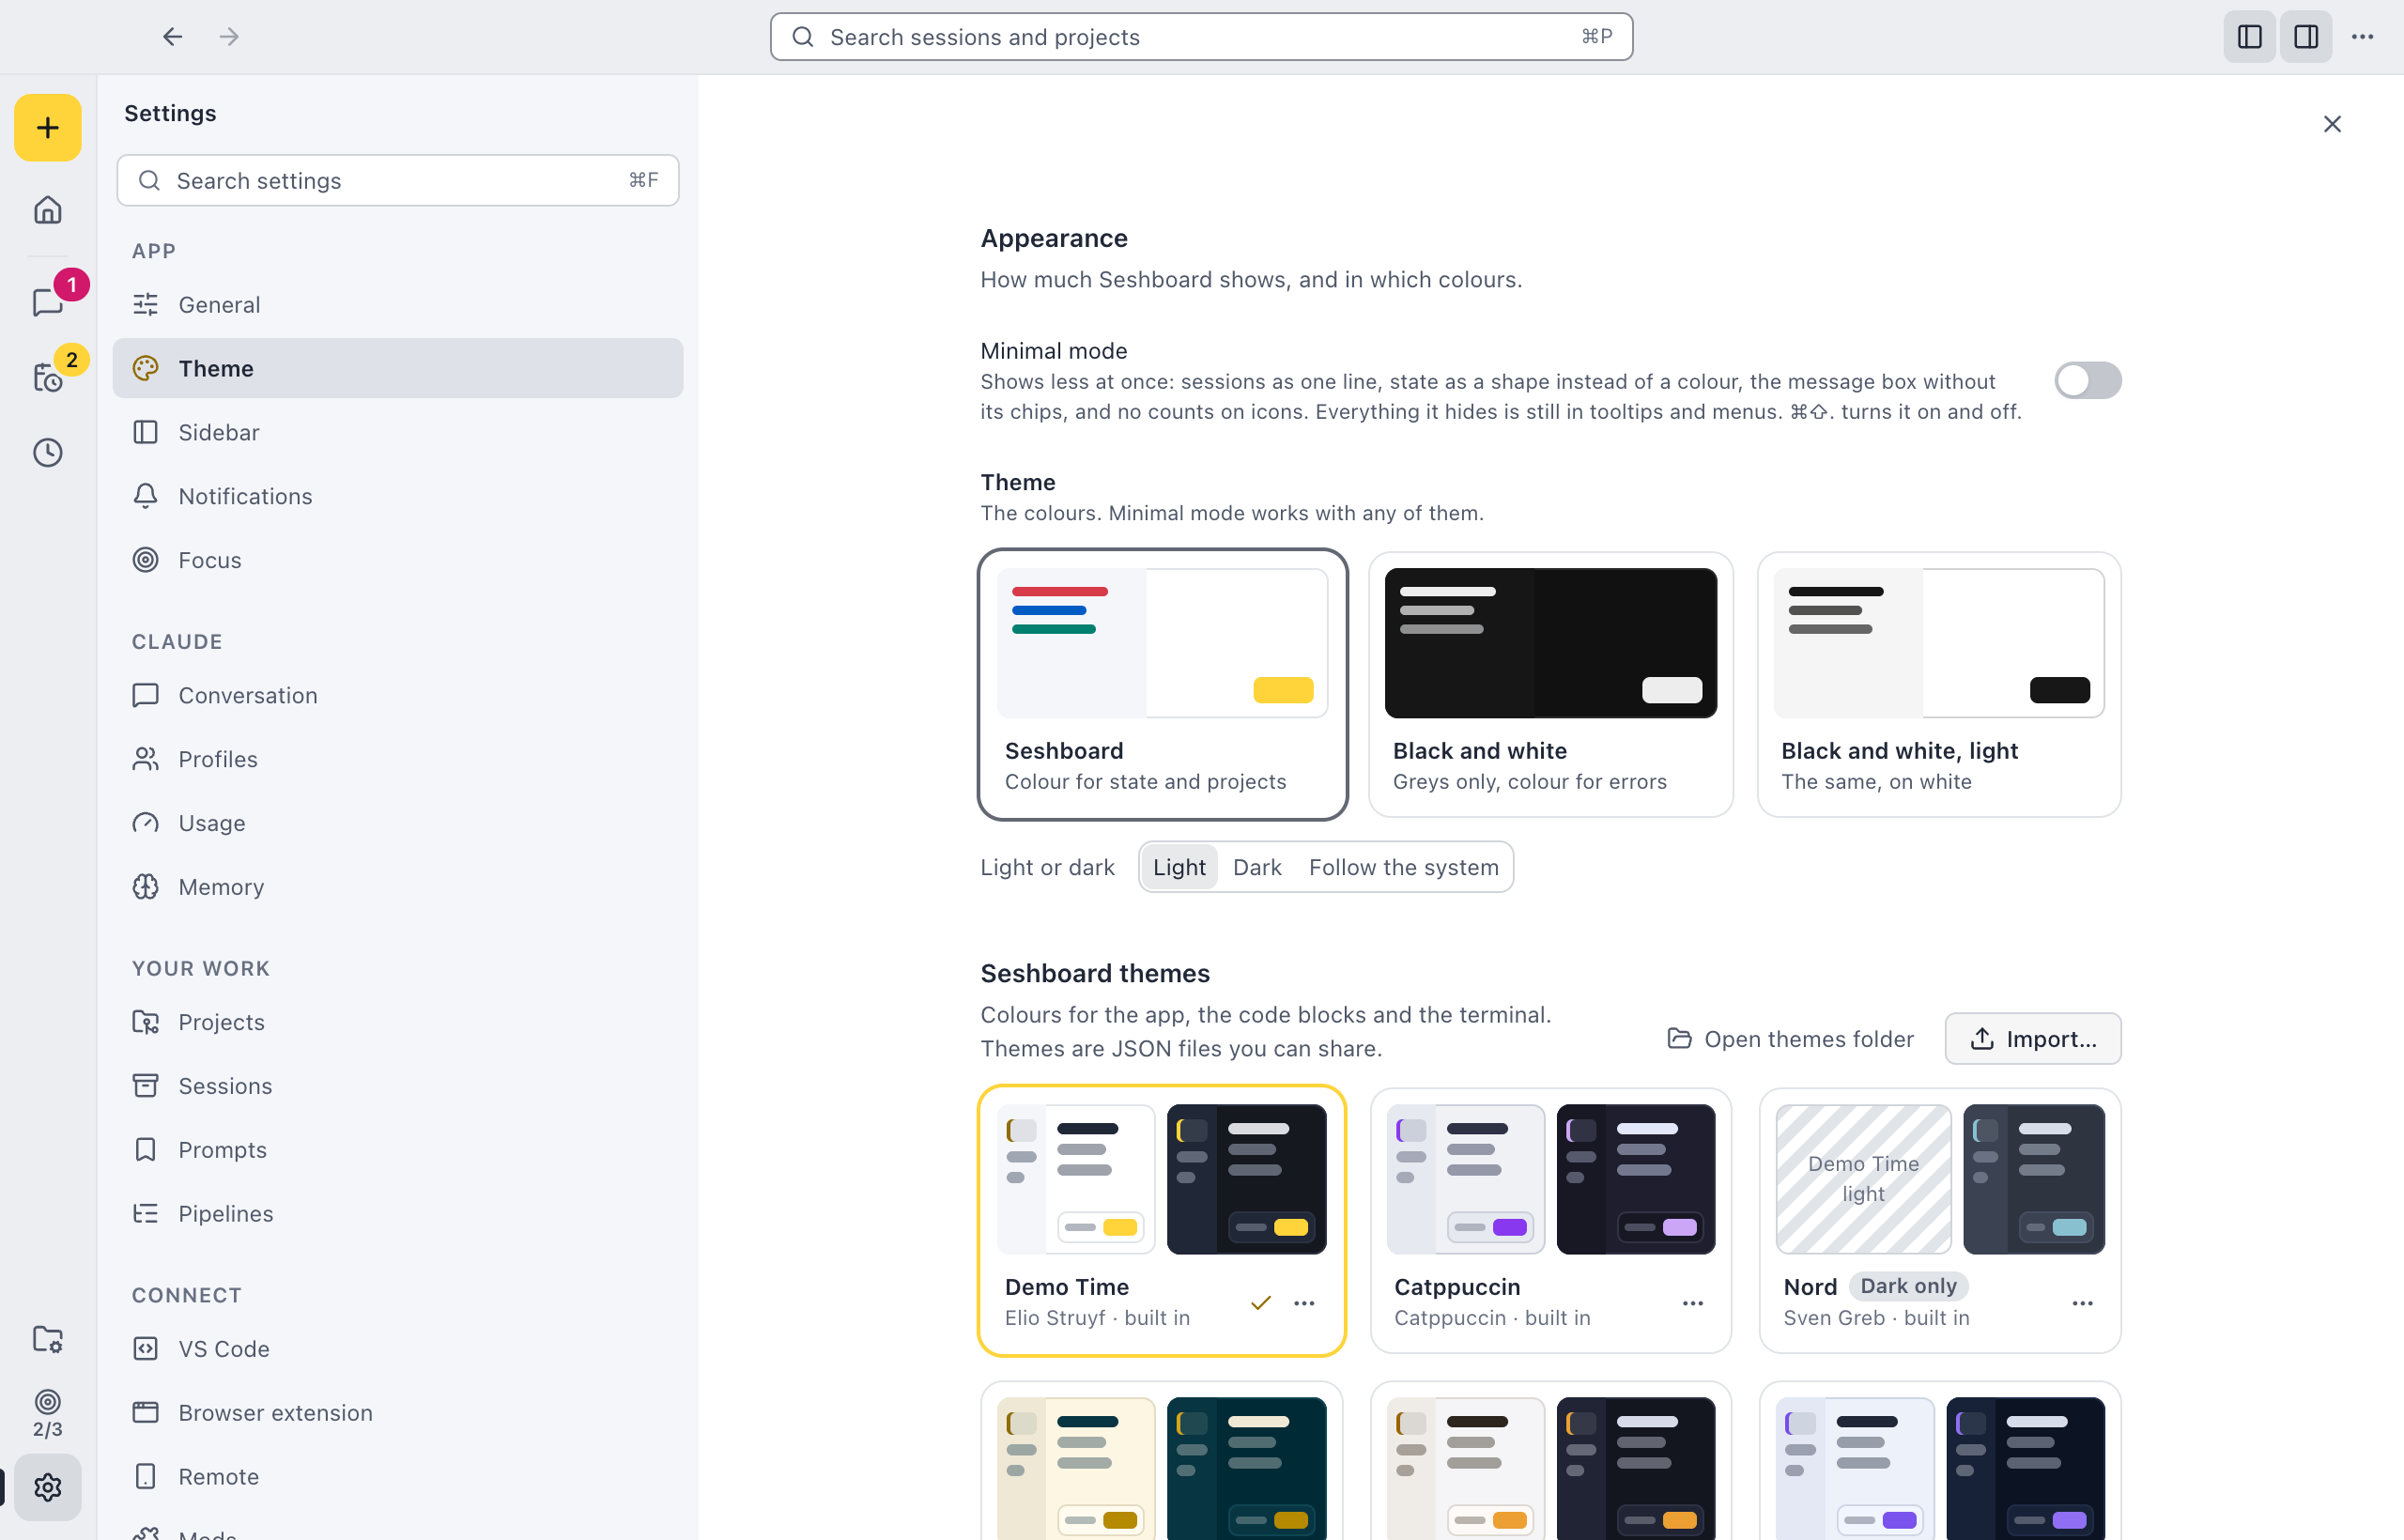 Search sessions and projects ⌘P
Settings
Search settings ⌘F
APP
General
Theme
Sidebar
Notifications
Focus
CLAUDE
Conversation
Profiles
Usage
Memory
YOUR WORK
Projects
Sessions
Prompts
Pipelines
CONNECT
VS Code
Browser extension
Remote
Mods
1
2
2/3
Appearance
How much Seshboard shows, and in which colours.
Minimal mode
Shows less at once: sessions as one line, state as a shape instead of a colour, the message box without
its chips, and no counts on icons. Everything it hides is still in tooltips and menus. ⌘⇧. turns it on and off.
Theme
The colours. Minimal mode works with any of them.
Seshboard
Colour for state and projects
Black and white
Greys only, colour for errors
Black and white, light
The same, on white
Light or dark Light Dark Follow the system
Seshboard themes
Colours for the app, the code blocks and the terminal.
Themes are JSON files you can share.
Open themes folder Import...
Demo Time
Elio Struyf · built in
Catppuccin
Catppuccin · built in
Demo Time
light
Nord Dark only
Sven Greb · built in